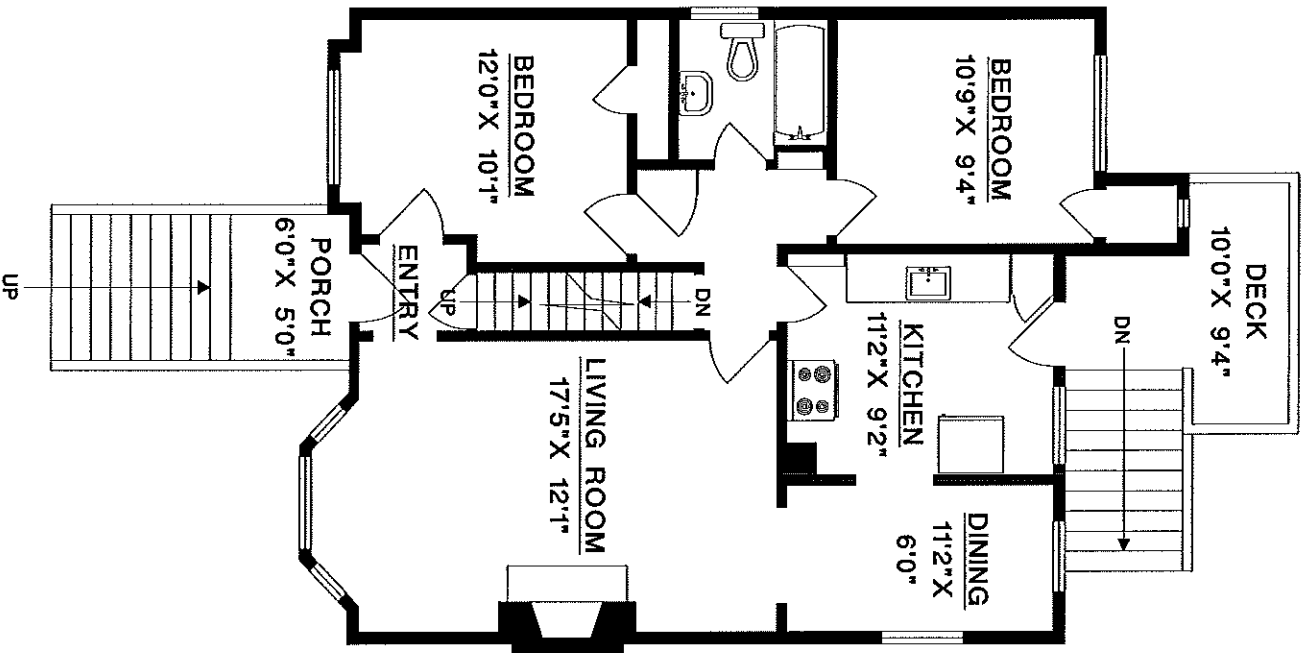 BEDROOM
10'9"X 9'4"
DECK
10'0"X 9'4"
DN
BEDROOM
12'0"X 10'1"
KITCHEN
11'2"X 9'2"
DN
UP
ENTRY
PORCH
6'0"X 5'0"
UP
LIVING ROOM
17'5"X 12'1"
DINING
11'2"X
6'0"